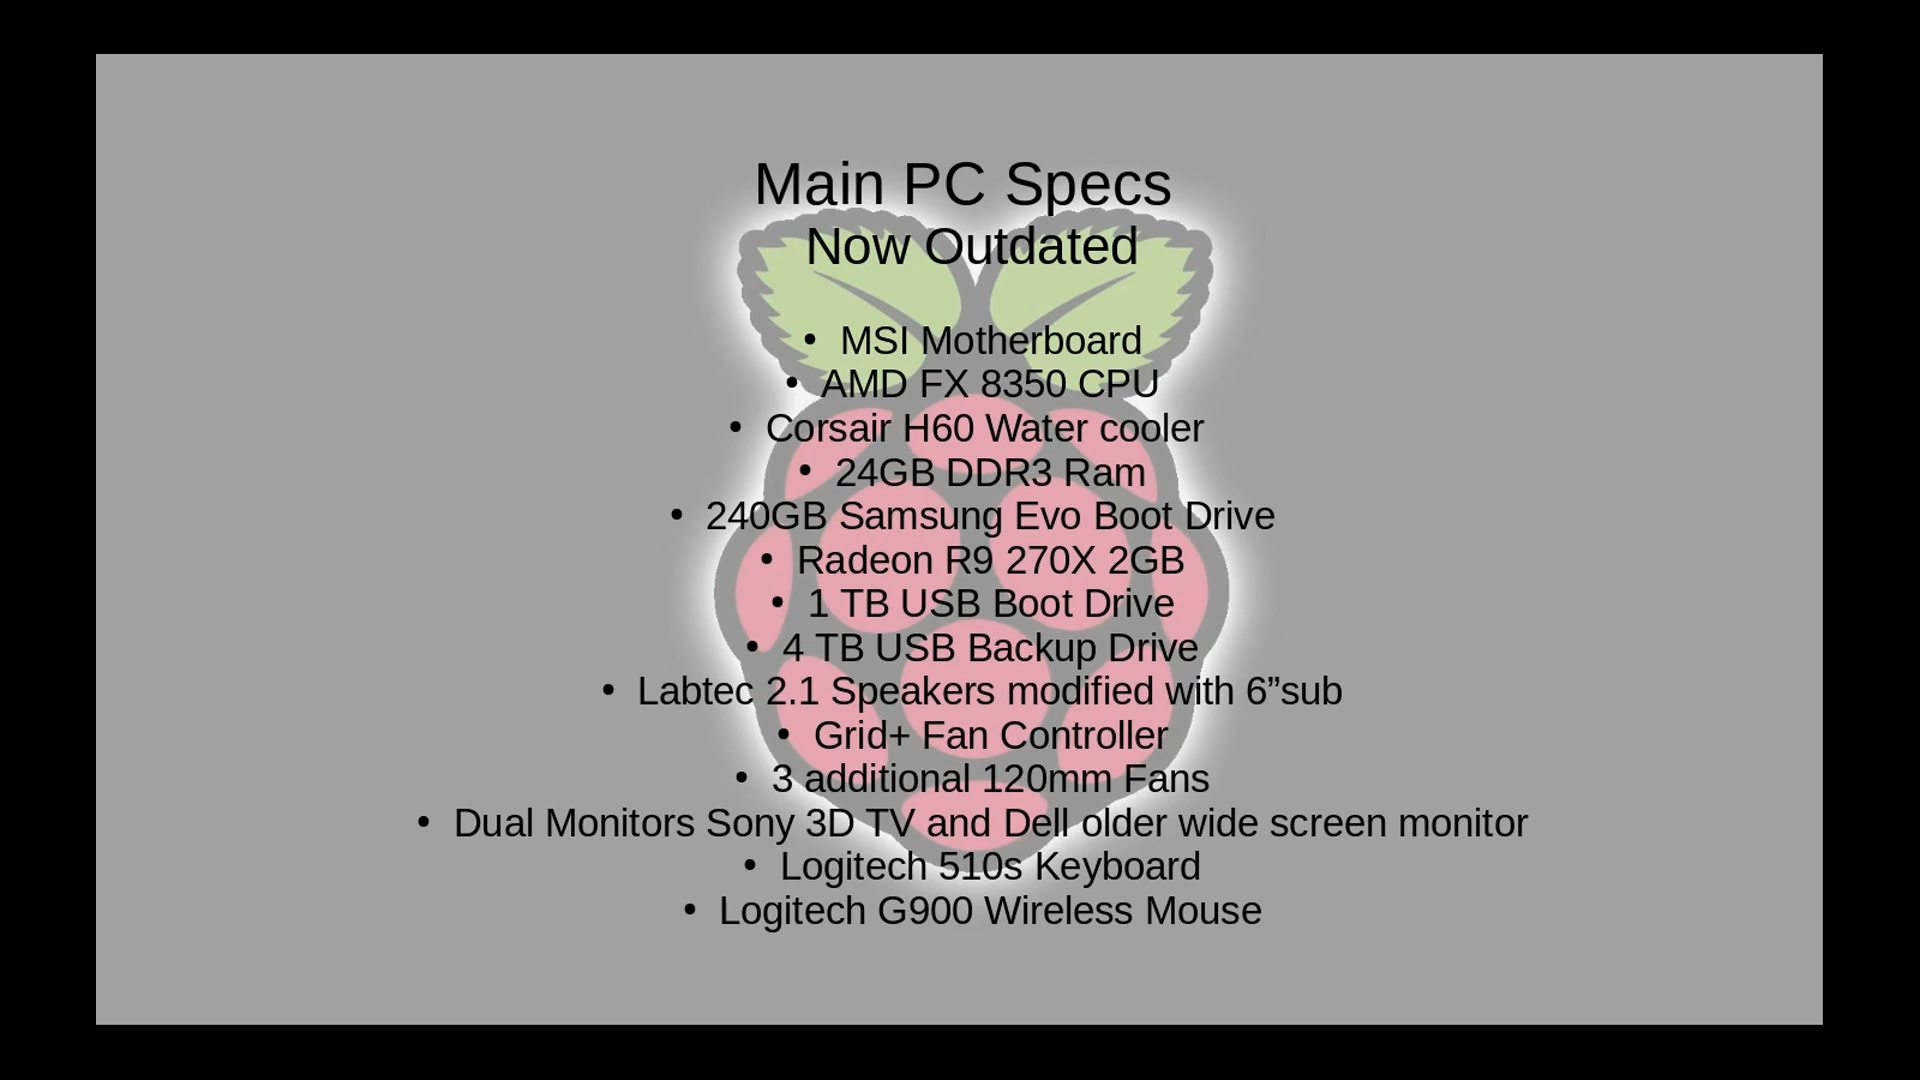 Main PC Specs
Now Outdated
• MSI Motherboard
• AMD FX 8350 CPU
• Corsair H60 Water cooler
• 24GB DDR3 Ram
• 240GB Samsung Evo Boot Drive
• Radeon R9 270X 2GB
• 1 TB USB Boot Drive
• 4 TB USB Backup Drive
• Labtec 2.1 Speakers modified with 6”sub
• Grid+ Fan Controller
• 3 additional 120mm Fans
• Dual Monitors Sony 3D TV and Dell older wide screen monitor
• Logitech 510s Keyboard
• Logitech G900 Wireless Mouse